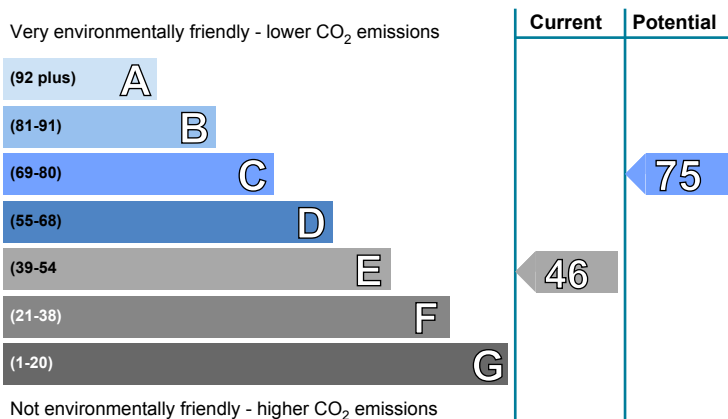 Current Potential
Very environmentally friendly - lower CO₂ emissions
(92 plus) A
(81-91) B
(69-80) C 75
(55-68) D
(39-54 E 46
(21-38) F
(1-20) G
Not environmentally friendly - higher CO₂ emissions